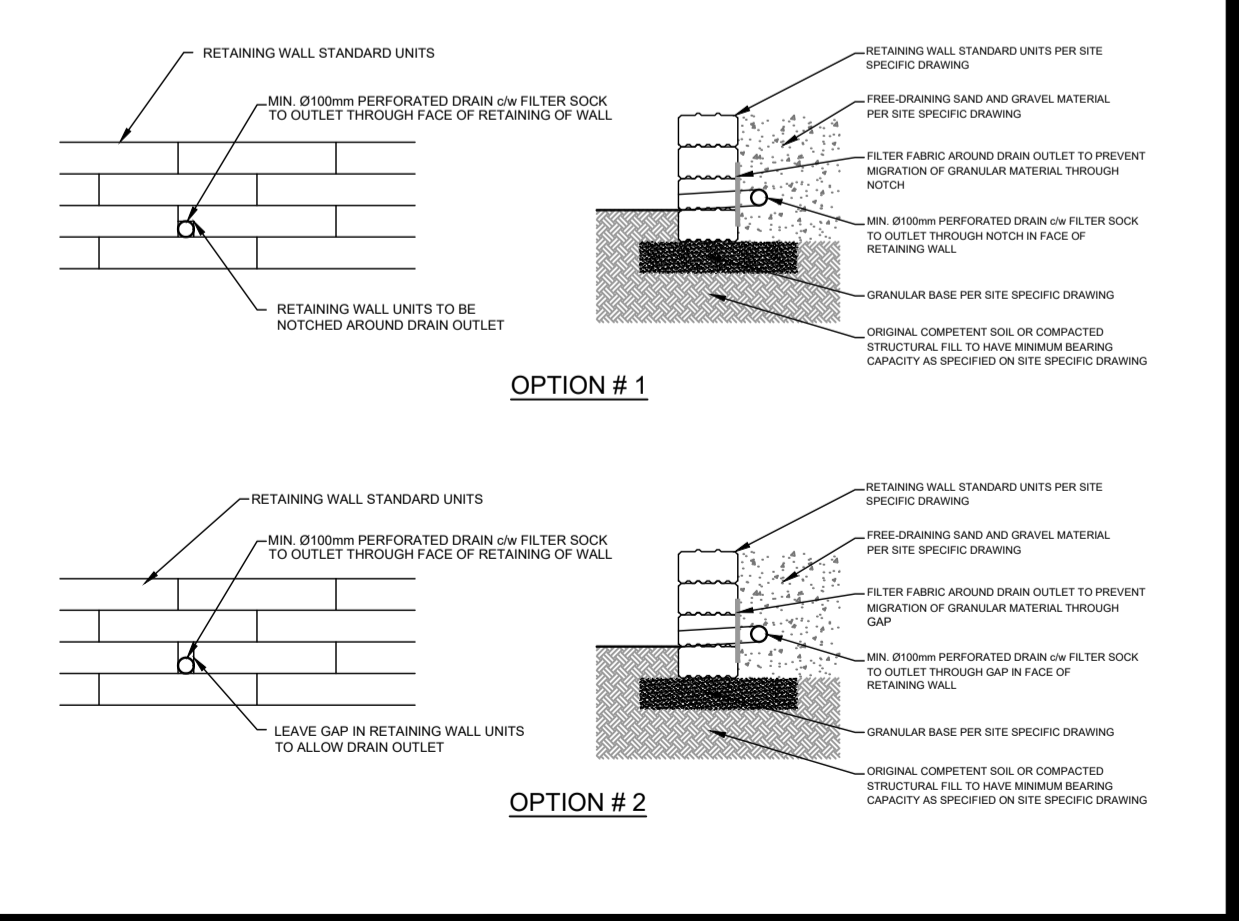 RETAINING WALL STANDARD UNITS
MIN. Ø100mm PERFORATED DRAIN c/w FILTER SOCK
TO OUTLET THROUGH FACE OF RETAINING OF WALL
RETAINING WALL UNITS TO BE
NOTCHED AROUND DRAIN OUTLET
RETAINING WALL STANDARD UNITS PER SITE
SPECIFIC DRAWING
FREE-DRAINING SAND AND GRAVEL MATERIAL
PER SITE SPECIFIC DRAWING
FILTER FABRIC AROUND DRAIN OUTLET TO PREVENT
MIGRATION OF GRANULAR MATERIAL THROUGH
NOTCH
MIN. Ø100mm PERFORATED DRAIN c/w FILTER SOCK
TO OUTLET THROUGH NOTCH IN FACE OF
RETAINING WALL
GRANULAR BASE PER SITE SPECIFIC DRAWING
ORIGINAL COMPETENT SOIL OR COMPACTED
STRUCTURAL FILL TO HAVE MINIMUM BEARING
CAPACITY AS SPECIFIED ON SITE SPECIFIC DRAWING
OPTION # 1
RETAINING WALL STANDARD UNITS
MIN. Ø100mm PERFORATED DRAIN c/w FILTER SOCK
TO OUTLET THROUGH FACE OF RETAINING OF WALL
LEAVE GAP IN RETAINING WALL UNITS
TO ALLOW DRAIN OUTLET
RETAINING WALL STANDARD UNITS PER SITE
SPECIFIC DRAWING
FREE-DRAINING SAND AND GRAVEL MATERIAL
PER SITE SPECIFIC DRAWING
FILTER FABRIC AROUND DRAIN OUTLET TO PREVENT
MIGRATION OF GRANULAR MATERIAL THROUGH
GAP
MIN. Ø100mm PERFORATED DRAIN c/w FILTER SOCK
TO OUTLET THROUGH GAP IN FACE OF
RETAINING WALL
GRANULAR BASE PER SITE SPECIFIC DRAWING
ORIGINAL COMPETENT SOIL OR COMPACTED
STRUCTURAL FILL TO HAVE MINIMUM BEARING
CAPACITY AS SPECIFIED ON SITE SPECIFIC DRAWING
OPTION # 2